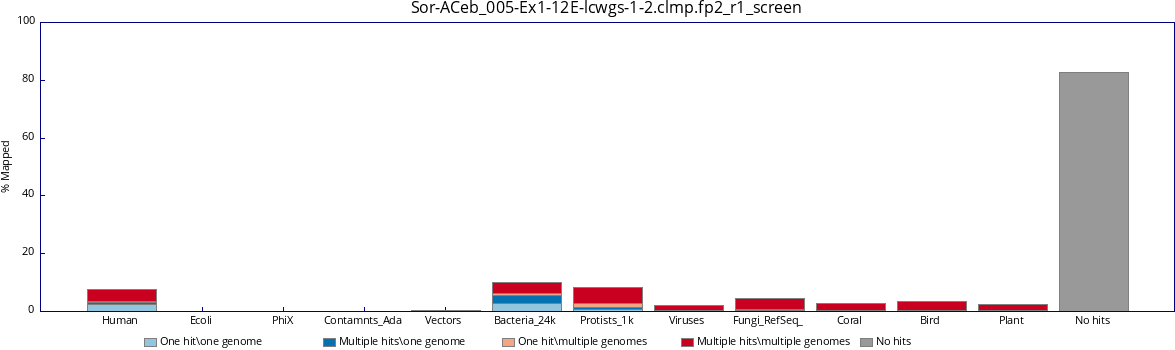 Sor-ACeb_005-Ex1-12E-lcwgs-1-2.clmp.fp2_r1_screen
100
80
60
40
20
0
% Mapped
Human Ecoli PhiX Contamnts_Ada Vectors Bacteria_24k Protists_1k Viruses Fungi_RefSeq_ Coral Bird Plant No hits
One hit\one genome Multiple hits\one genome One hit\multiple genomes Multiple hits\multiple genomes No hits